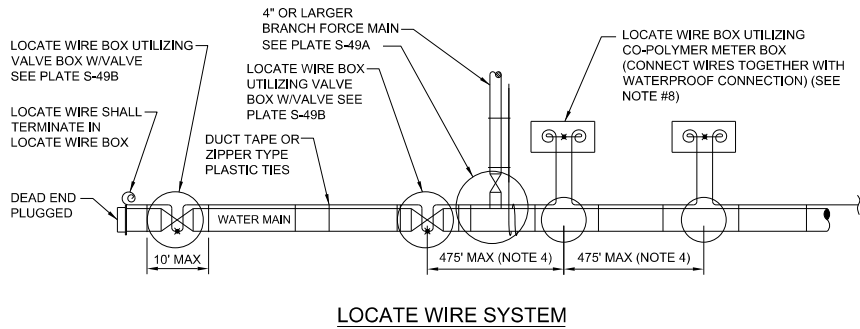 4" OR LARGER
BRANCH FORCE MAIN
SEE PLATE S-49A
LOCATE WIRE BOX UTILIZING
VALVE BOX W/VALVE
SEE PLATE S-49B
LOCATE WIRE BOX
UTILIZING VALVE
BOX W/VALVE SEE
PLATE S-49B
LOCATE WIRE BOX UTILIZING
CO-POLYMER METER BOX
(CONNECT WIRES TOGETHER WITH
WATERPROOF CONNECTION) (SEE
NOTE #8)
LOCATE WIRE SHALL
TERMINATE IN
LOCATE WIRE BOX
DUCT TAPE OR
ZIPPER TYPE
PLASTIC TIES
DEAD END
PLUGGED
WATER MAIN
10' MAX
475' MAX (NOTE 4)
475' MAX (NOTE 4)
LOCATE WIRE SYSTEM